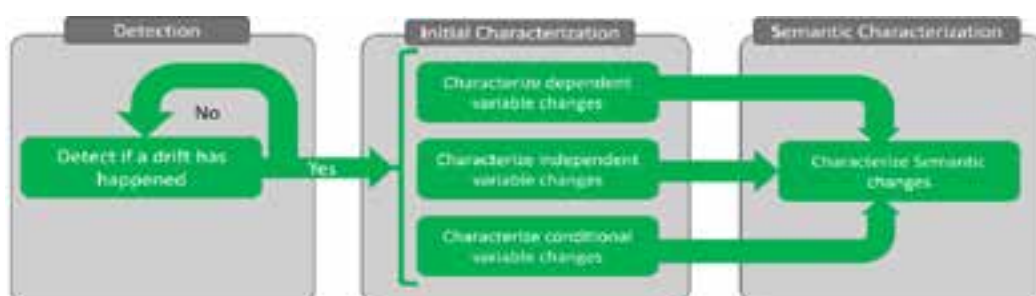 Detection
No
Detect if a drift has
happened
Yes
Initial Characterization
Characterize dependent
variable changes
Characterize independent
variable changes
Characterize conditional
variable changes
Semantic Characterization
Characterize Semantic
changes